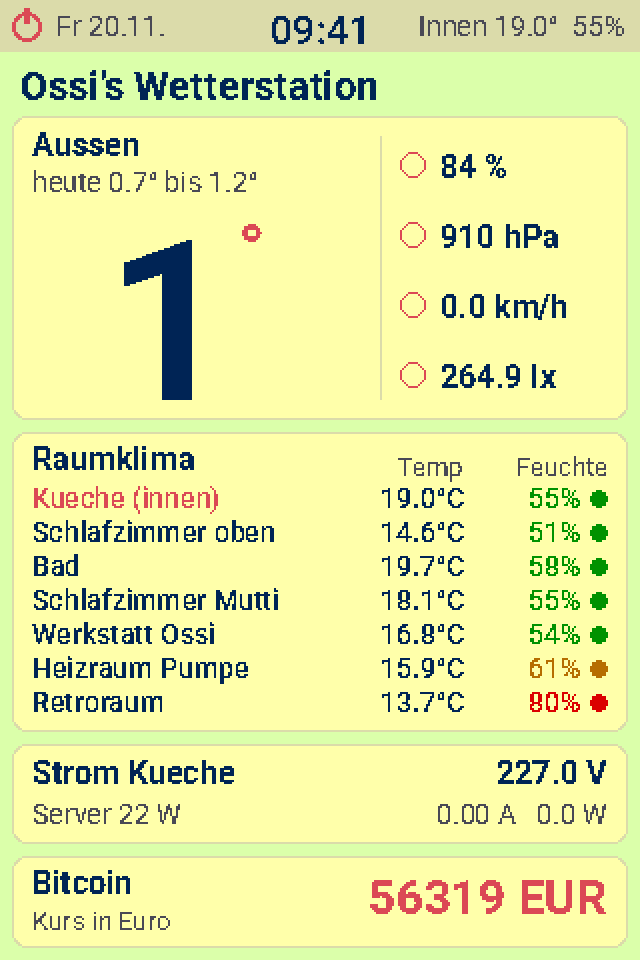 Fr 20.11. 09:41 Innen 19.0° 55%
Ossi's Wetterstation
Aussen
heute 0.7° bis 1.2°
1°
84 %
910 hPa
0.0 km/h
264.9 lx
Raumklima Temp Feuchte
Kueche (innen) 19.0°C 55%
Schlafzimmer oben 14.6°C 51%
Bad 19.7°C 58%
Schlafzimmer Mutti 18.1°C 55%
Werkstatt Ossi 16.8°C 54%
Heizraum Pumpe 15.9°C 61%
Retroraum 13.7°C 80%
Strom Kueche 227.0 V
Server 22 W 0.00 A 0.0 W
Bitcoin 56319 EUR
Kurs in Euro